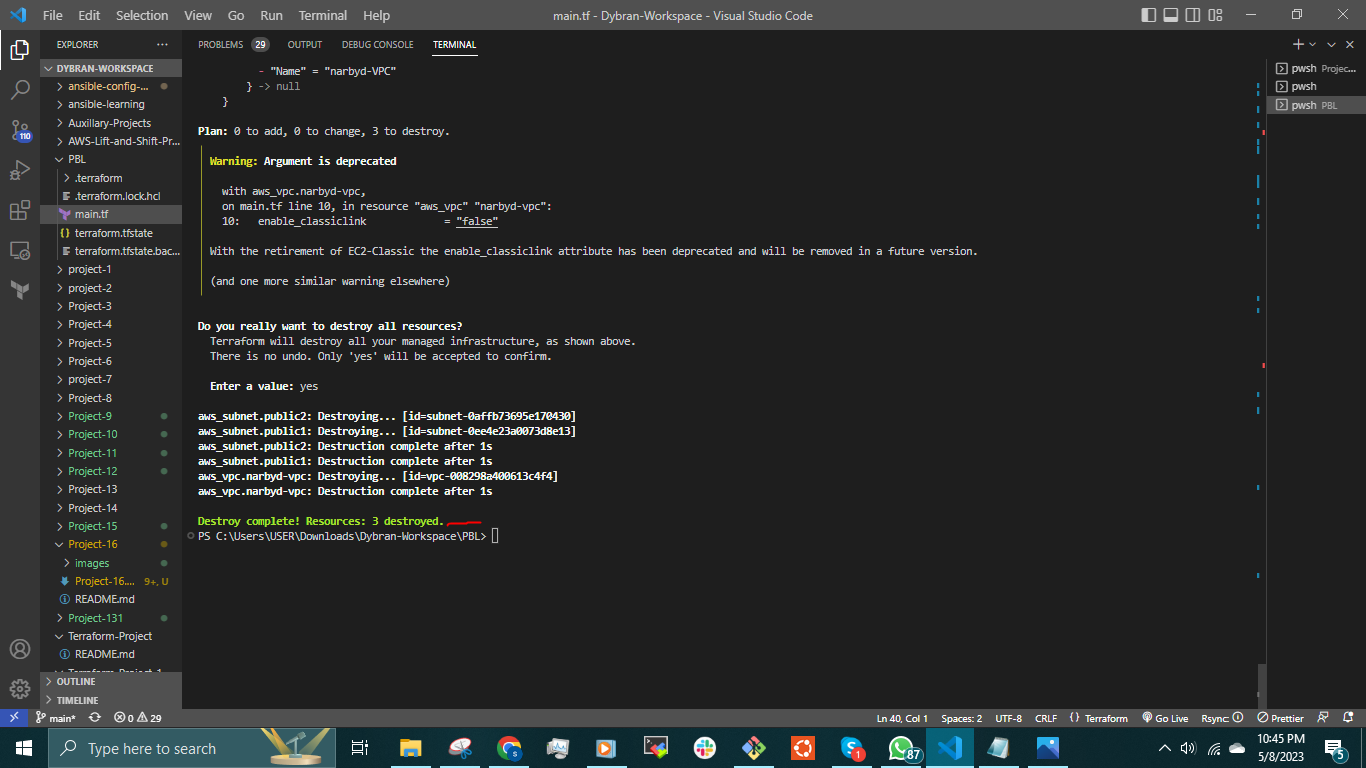 File Edit Selection View Go Run Terminal Help
main.tf - Dybran-Workspace - Visual Studio Code
EXPLORER
DYBRAN-WORKSPACE
ansible-config-...
ansible-learning
Auxillary-Projects
AWS-Lift-and-Shift-Pr...
PBL
.terraform
.terraform.lock.hcl
main.tf
terraform.tfstate
terraform.tfstate.bac...
project-1
project-2
Project-3
Project-4
Project-5
Project-6
project-7
Project-8
Project-9
Project-10
Project-11
Project-12
Project-13
Project-14
Project-15
Project-16
images
Project-16.... 9+, U
README.md
Project-131
Terraform-Project
README.md
Terraform-Project-1
OUTLINE
TIMELINE
110
PROBLEMS 29 OUTPUT DEBUG CONSOLE TERMINAL
- "Name" = "narbyd-VPC"
} -> null
}
Plan: 0 to add, 0 to change, 3 to destroy.
Warning: Argument is deprecated
with aws_vpc.narbyd-vpc,
on main.tf line 10, in resource "aws_vpc" "narbyd-vpc":
10: enable_classiclink = "false"
With the retirement of EC2-Classic the enable_classiclink attribute has been deprecated and will be removed in a future version.
(and one more similar warning elsewhere)
Do you really want to destroy all resources?
Terraform will destroy all your managed infrastructure, as shown above.
There is no undo. Only 'yes' will be accepted to confirm.
Enter a value: yes
aws_subnet.public2: Destroying... [id=subnet-0affb73695e170430]
aws_subnet.public1: Destroying... [id=subnet-0ee4e23a0073d8e13]
aws_subnet.public2: Destruction complete after 1s
aws_subnet.public1: Destruction complete after 1s
aws_vpc.narbyd-vpc: Destroying... [id=vpc-008298a400613c4f4]
aws_vpc.narbyd-vpc: Destruction complete after 1s
Destroy complete! Resources: 3 destroyed.
PS C:\Users\USER\Downloads\Dybran-Workspace\PBL>
pwsh Projec...
pwsh
pwsh PBL
main* 0 29
Ln 40, Col 1 Spaces: 2 UTF-8 CRLF Terraform Go Live Rsync: Prettier
Type here to search
1
87
10:45 PM
5/8/2023
5